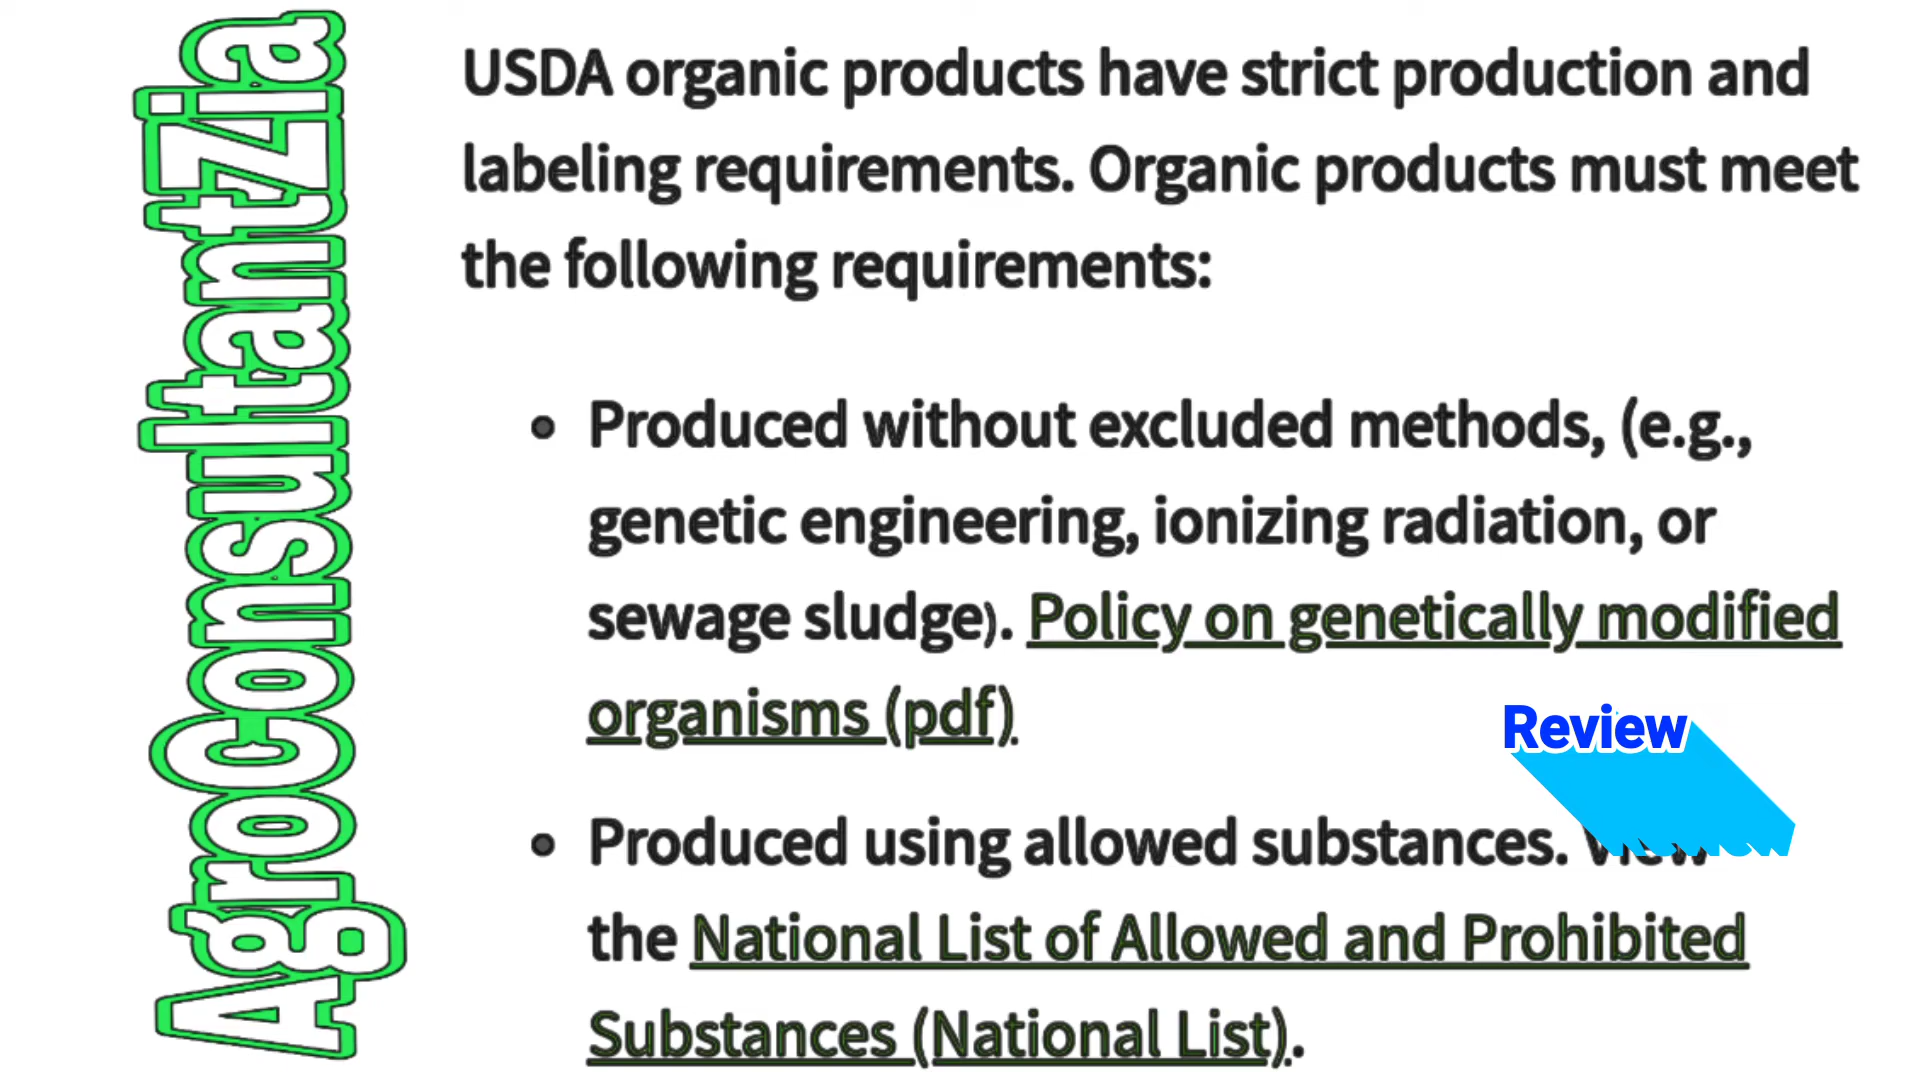 AgroConsultantZia
USDA organic products have strict production and
labeling requirements. Organic products must meet
the following requirements:
• Produced without excluded methods, (e.g.,
genetic engineering, ionizing radiation, or
sewage sludge). Policy on genetically modified
organisms (pdf)
Review
• Produced using allowed substances. View
the National List of Allowed and Prohibited
Substances (National List).